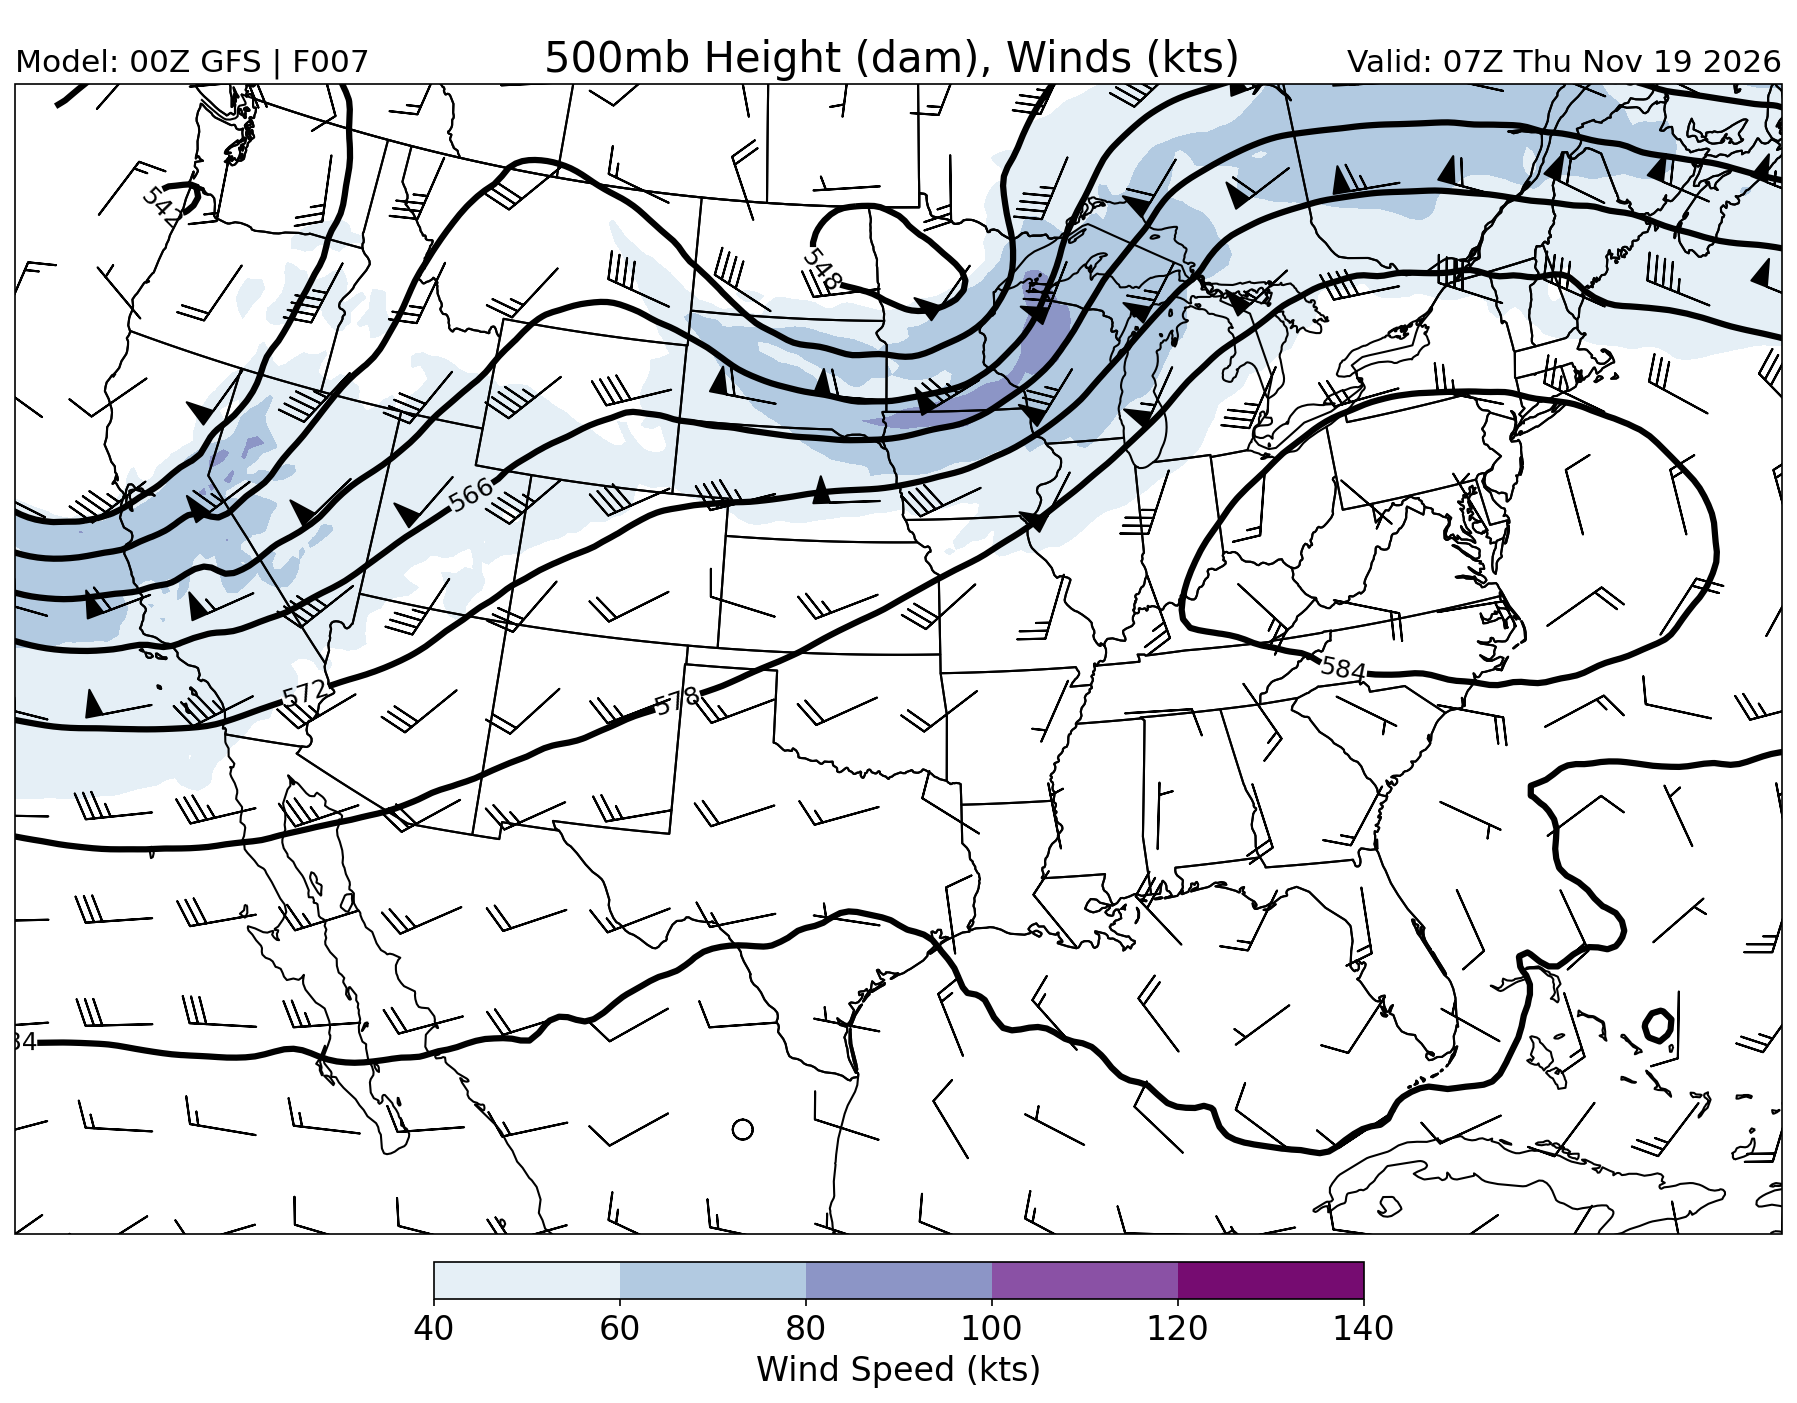 Model: 00Z GFS | F007
500mb Height (dam), Winds (kts)
Valid: 07Z Thu Nov 19 2026
542
548
566
572
578
584
84
40 60 80 100 120 140
Wind Speed (kts)